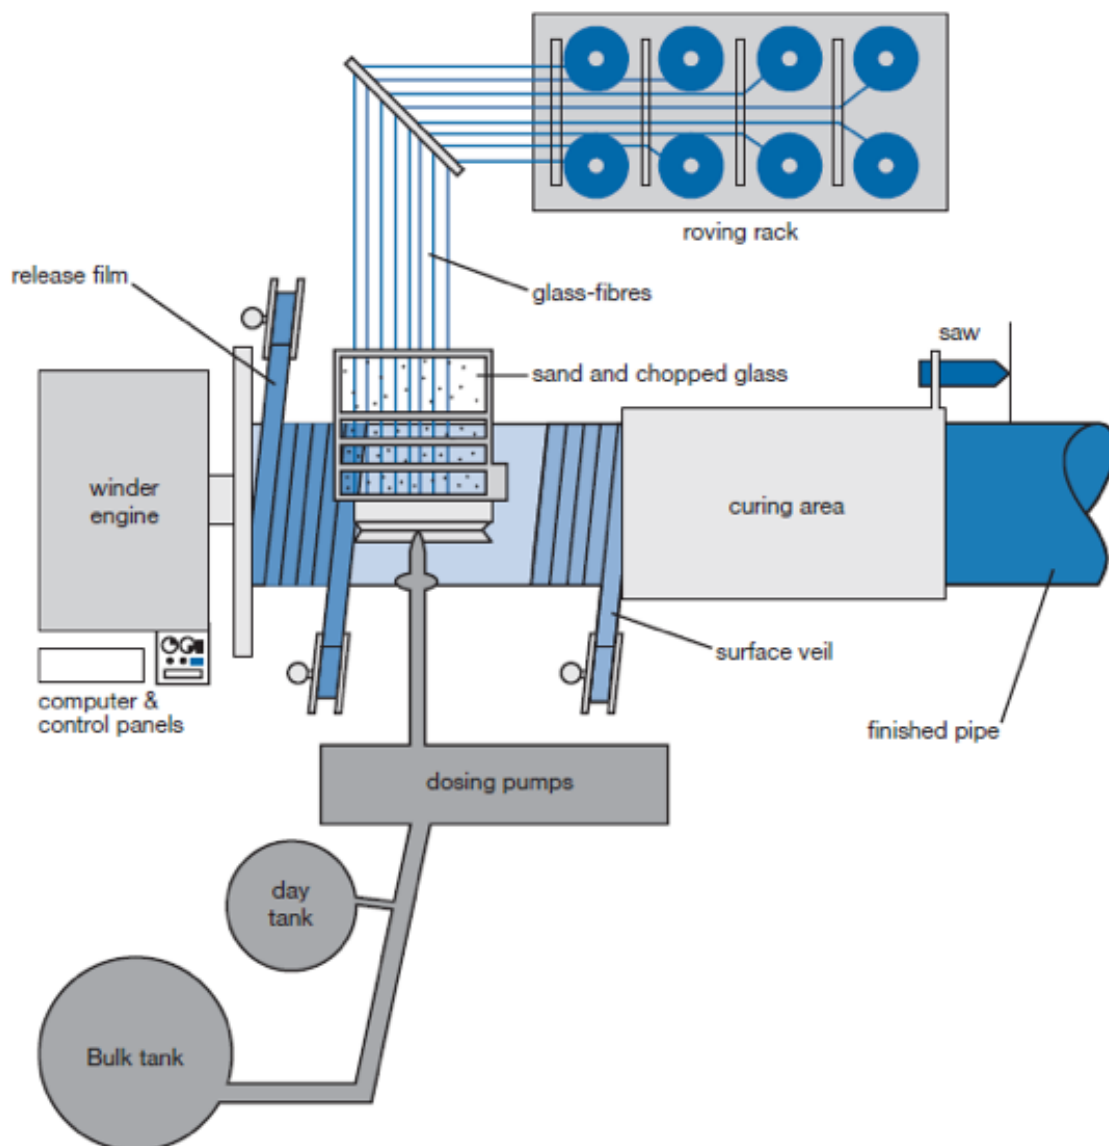 roving rack
release film
glass-fibres
saw
sand and chopped glass
winder
engine
curing area
surface veil
computer &
control panels
finished pipe
dosing pumps
day
tank
Bulk tank